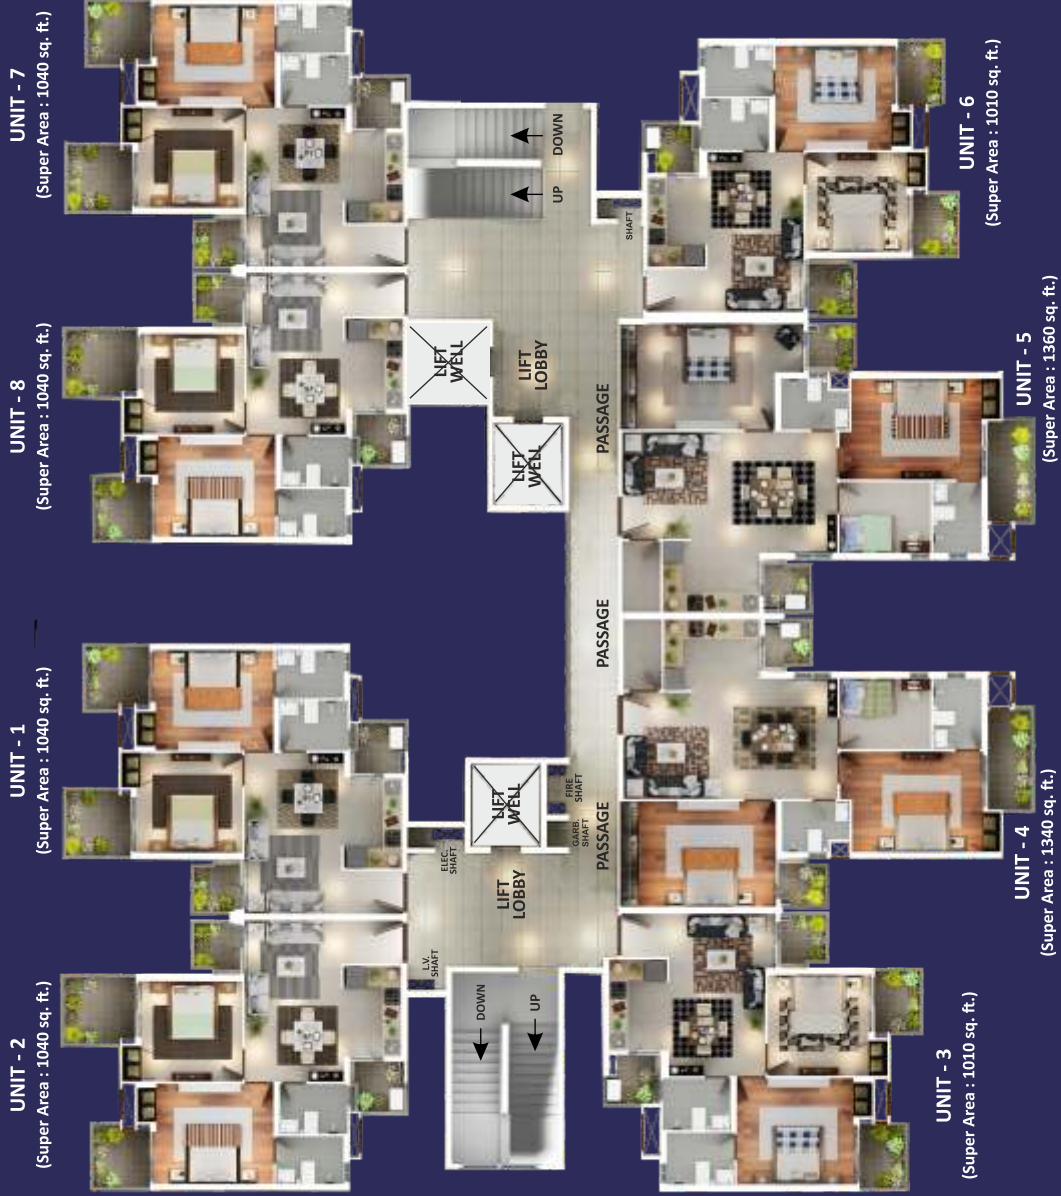 UNIT - 7
(Super Area : 1040 sq. ft.)
UNIT - 8
(Super Area : 1040 sq. ft.)
UNIT - 1
(Super Area : 1040 sq. ft.)
UNIT - 2
(Super Area : 1040 sq. ft.)
DOWN
UP
SHAFT
LIFT
WELL
LIFT
LOBBY
LIFT
WELL
PASSAGE
PASSAGE
PASSAGE
LIFT
WELL
FIRE
SHAFT
GARB.
SHAFT
ELEC.
SHAFT
LIFT
LOBBY
L.V.
SHAFT
DOWN
UP
UNIT - 6
(Super Area : 1010 sq. ft.)
UNIT - 5
(Super Area : 1360 sq. ft.)
UNIT - 4
(Super Area : 1340 sq. ft.)
UNIT - 3
(Super Area : 1010 sq. ft.)